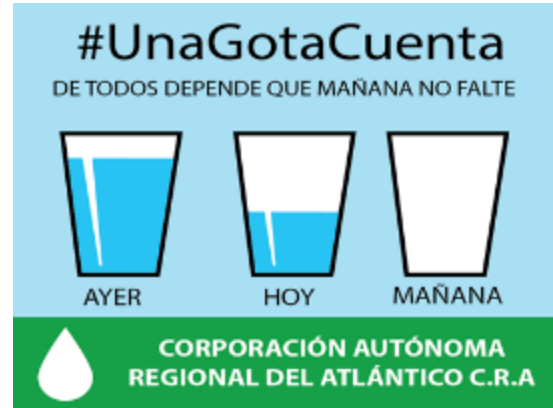 #UnaGotaCuenta
DE TODOS DEPENDE QUE MAÑANA NO FALTE
AYER
HOY
MAÑANA
CORPORACIÓN AUTÓNOMA
REGIONAL DEL ATLÁNTICO C.R.A